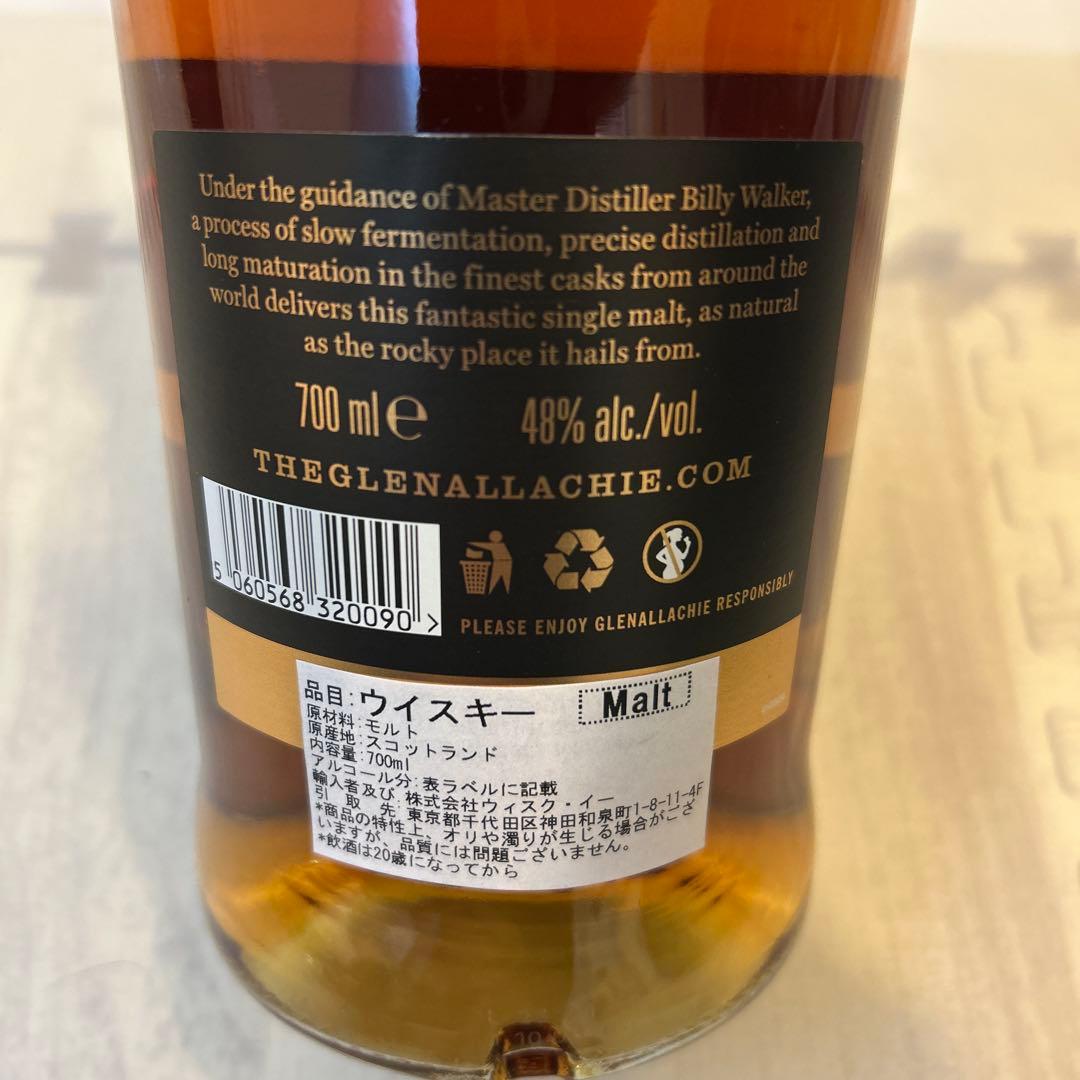 Under the guidance of Master Distiller Billy Walker,
a process of slow fermentation, precise distillation and
long maturation in the finest casks from around the
world delivers this fantastic single malt, as natural
as the rocky place it hails from.
700 ml e 48% alc./vol.
THEGLENALLACHIE.COM
5 060568 320090 >
PLEASE ENJOY GLENALLACHIE RESPONSIBLY
品目:ウイスキー Malt
原材料:モルト
原産地:スコットランド
内容量:700ml
アルコール分:表ラベルに記載
輸入者及び:株式会社ウィスク・イー
引 取 先:東京都千代田区神田和泉町1-8-11-4F
*商品の特性上、オリや濁りが生じる場合がござ
いますが、品質には問題ございません。
*飲酒は20歳になってから
10